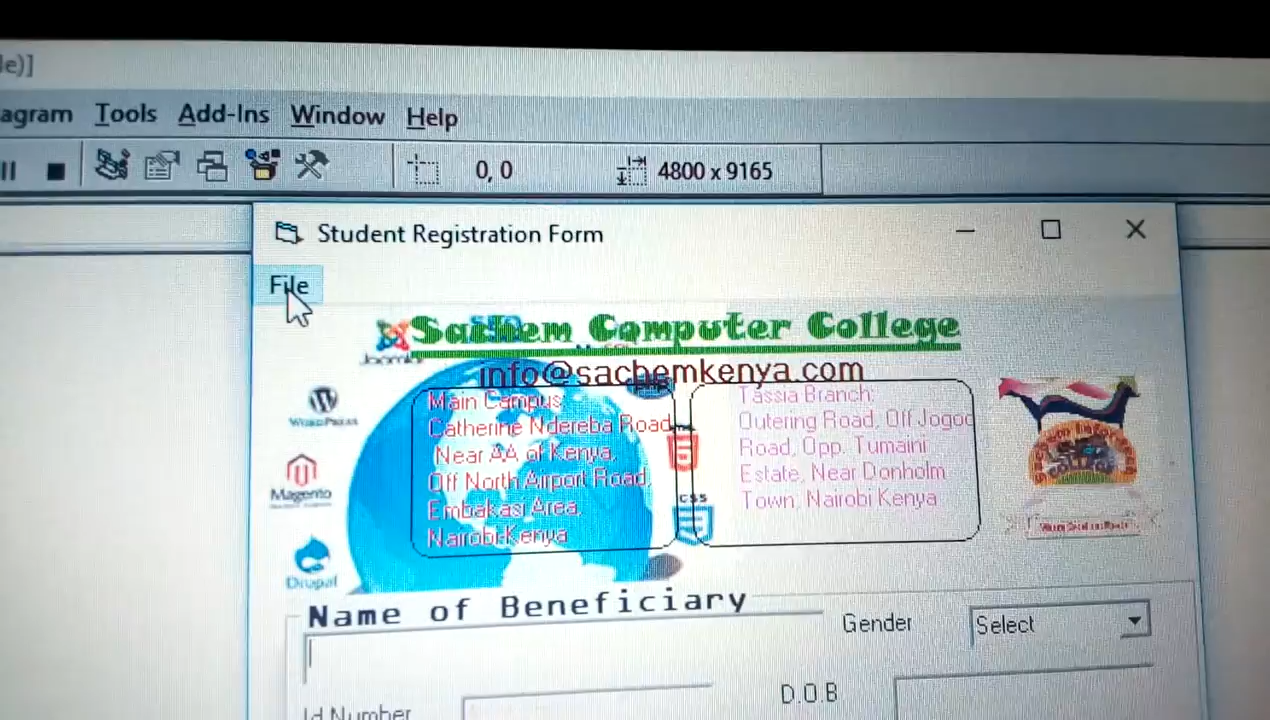 le)]
agram Tools Add-Ins Window Help
0, 0
4800 x 9165
Student Registration Form
File
Sachem Computer College
info@sachemkenya.com
Joomla
WordPress
Magento
Drupal
Main Campus:
Catherine Ndereba Road
Near AA of Kenya,
Off North Airport Road,
Embakasi Area,
Nairobi-Kenya
CSS
Tassia Branch:
Outering Road, Off Jogoo
Road, Opp. Tumaini
Estate, Near Donholm
Town, Nairobi Kenya
Name of Beneficiary
Gender
Select
Id Number
D.O.B